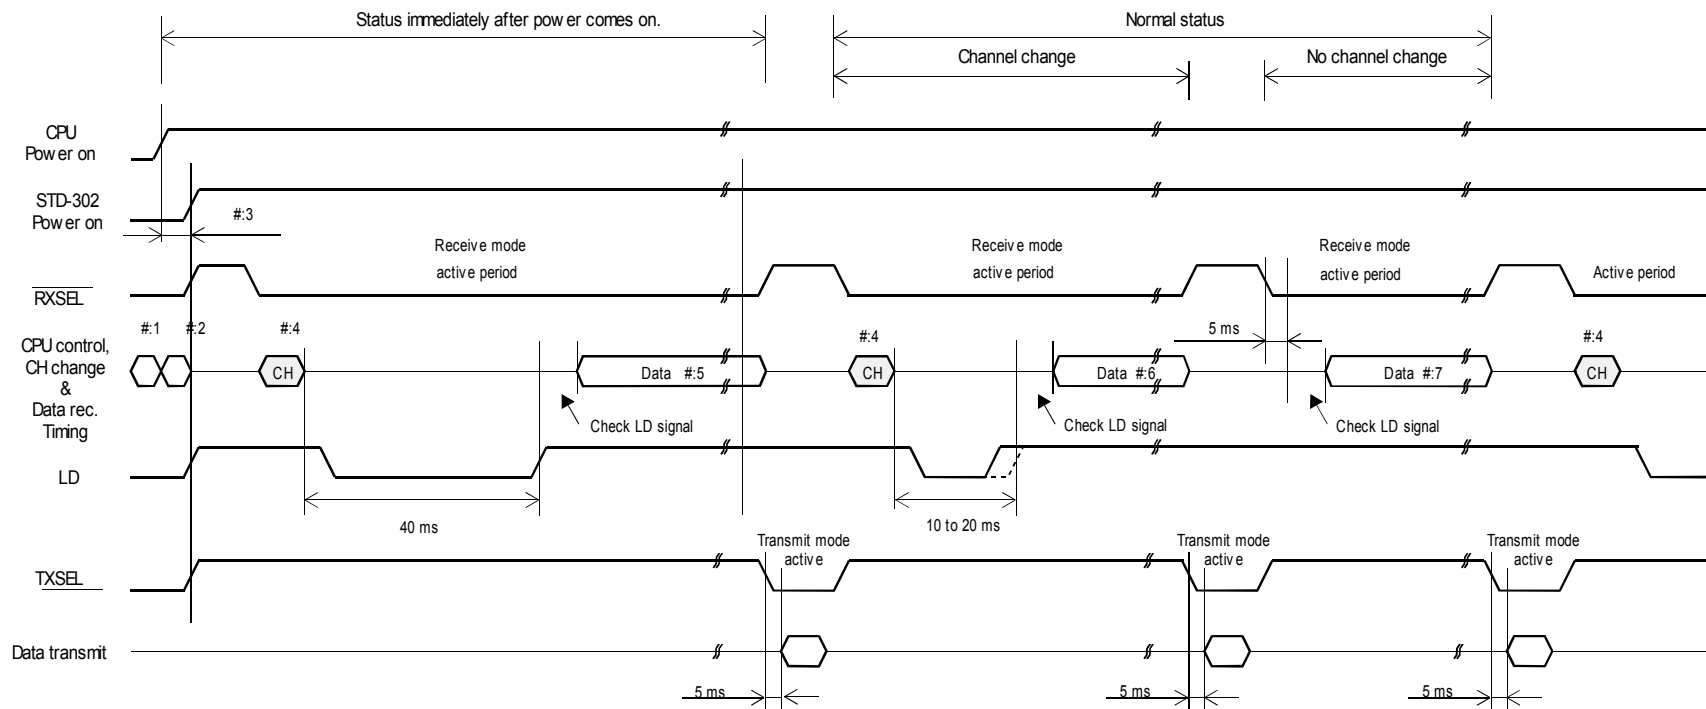 Status immediately after power comes on.
Normal status
Channel change
No channel change
CPU
Power on
STD-302
Power on
#:3
Receive mode
active period
Receive mode
active period
Receive mode
active period
Active period
RXSEL
#:1
#:2
#:4
#:4
5 ms
#:4
CPU control,
CH change
&
Data rec.
Timing
CH
Data #:5
CH
Data #:6
Data #:7
CH
Check LD signal
Check LD signal
Check LD signal
LD
40 ms
10 to 20 ms
Transmit mode
active
Transmit mode
active
Transmit mode
active
TXSEL
Data transmit
5 ms
5 ms
5 ms